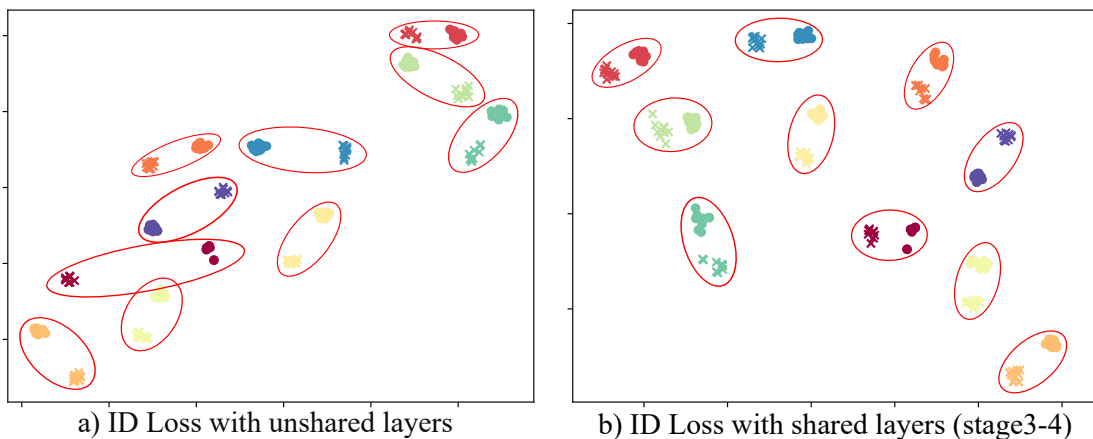 a) ID Loss with unshared layers
b) ID Loss with shared layers (stage3-4)